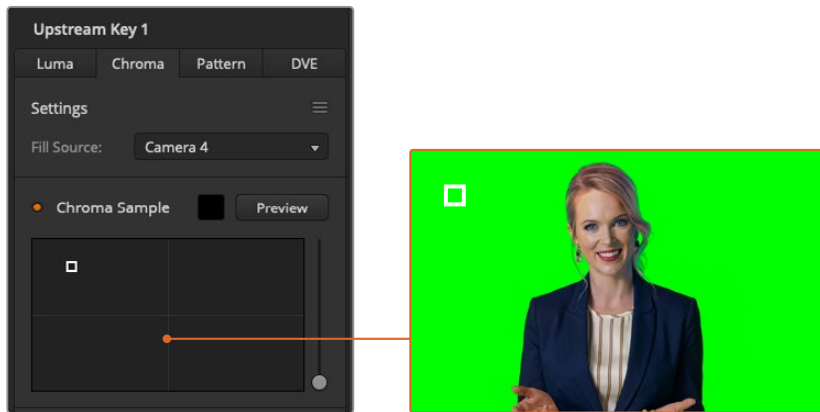 Upstream Key 1
Luma Chroma Pattern DVE
Settings
Fill Source: Camera 4
Chroma Sample Preview